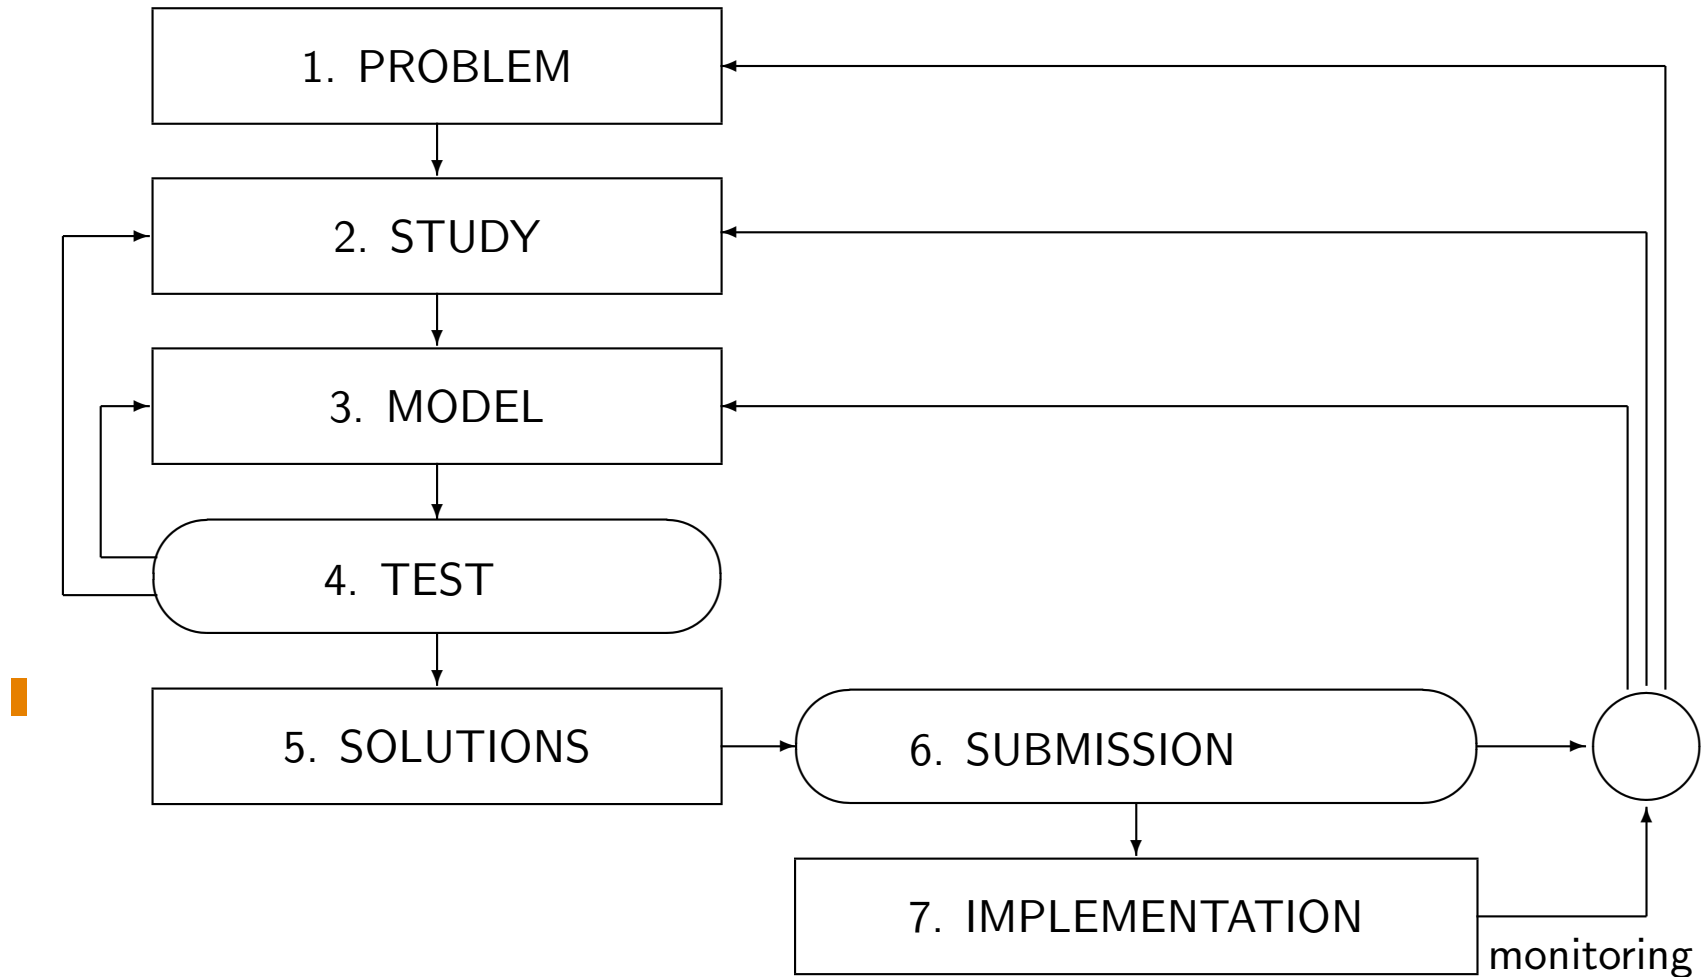 1. PROBLEM
2. STUDY
3. MODEL
4. TEST
5. SOLUTIONS
6. SUBMISSION
7. IMPLEMENTATION
monitoring